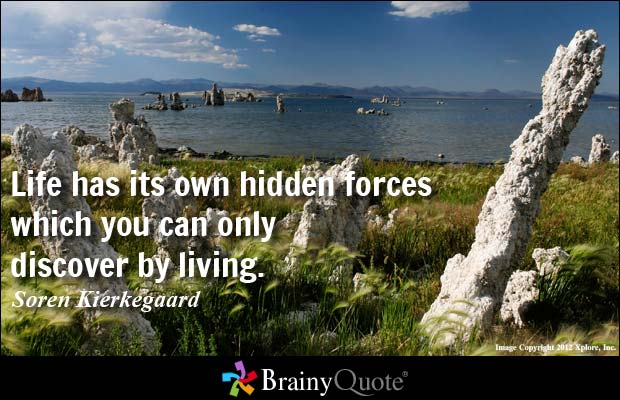 Life has its own hidden forces
which you can only
discover by living.
Soren Kierkegaard
Image Copyright 2012 Xplore, Inc.
BrainyQuote®